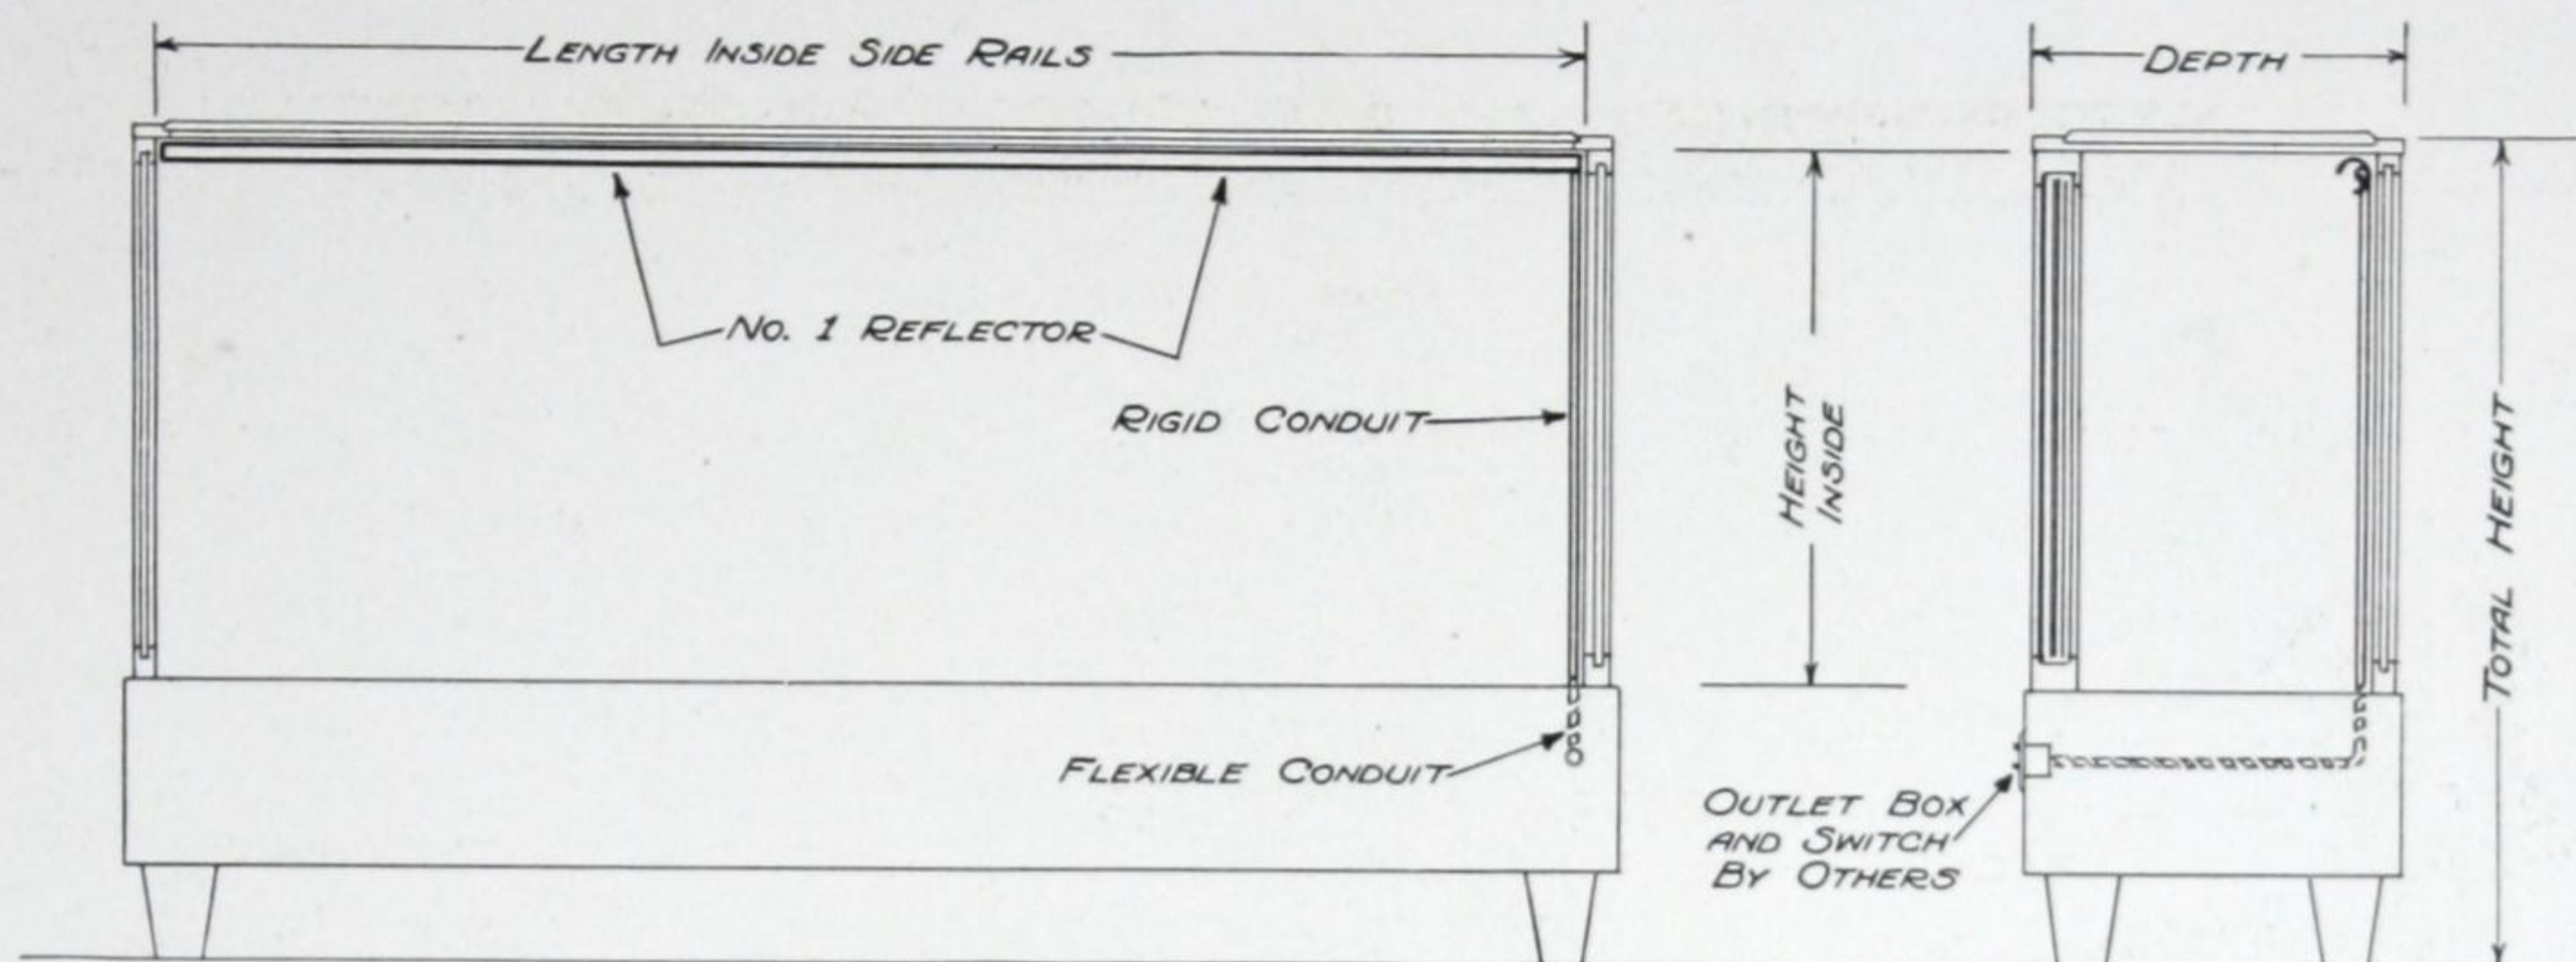 LENGTH INSIDE SIDE RAILS
DEPTH
No. 1 REFLECTOR
RIGID CONDUIT
HEIGHT
INSIDE
TOTAL HEIGHT
FLEXIBLE CONDUIT
OUTLET BOX
AND SWITCH
BY OTHERS